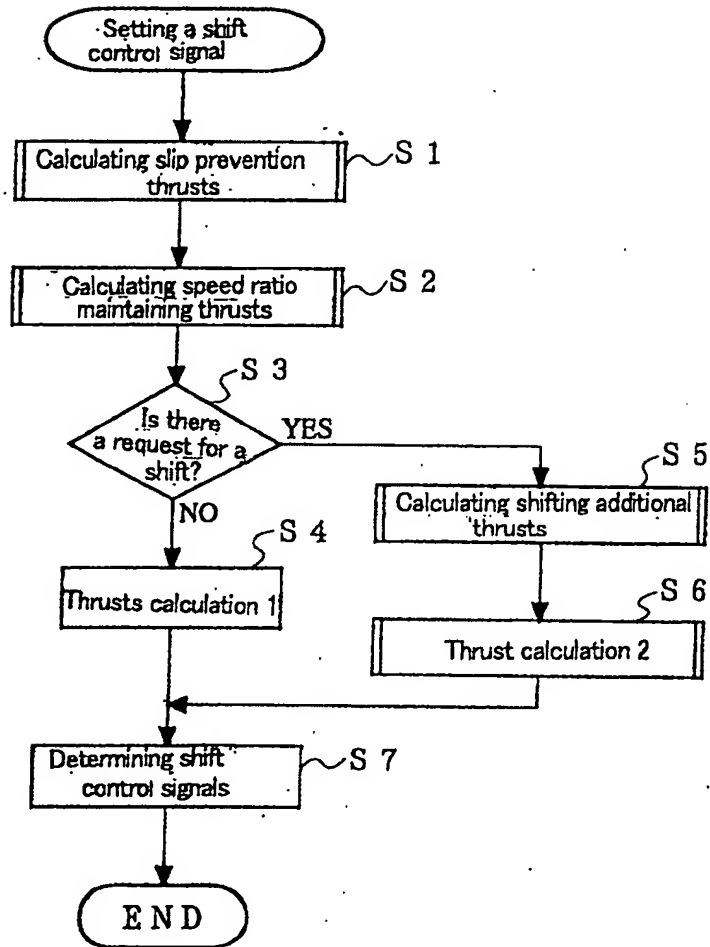 Setting a shift
control signal
Calculating slip prevention
thrusts
S 1
Calculating speed ratio
maintaining thrusts
S 2
S 3
Is there
a request for a
shift?
YES
NO
S 5
Calculating shifting additional
thrusts
S 4
Thrusts calculation 1
S 6
Thrust calculation 2
Determining shift
control signals
S 7
END